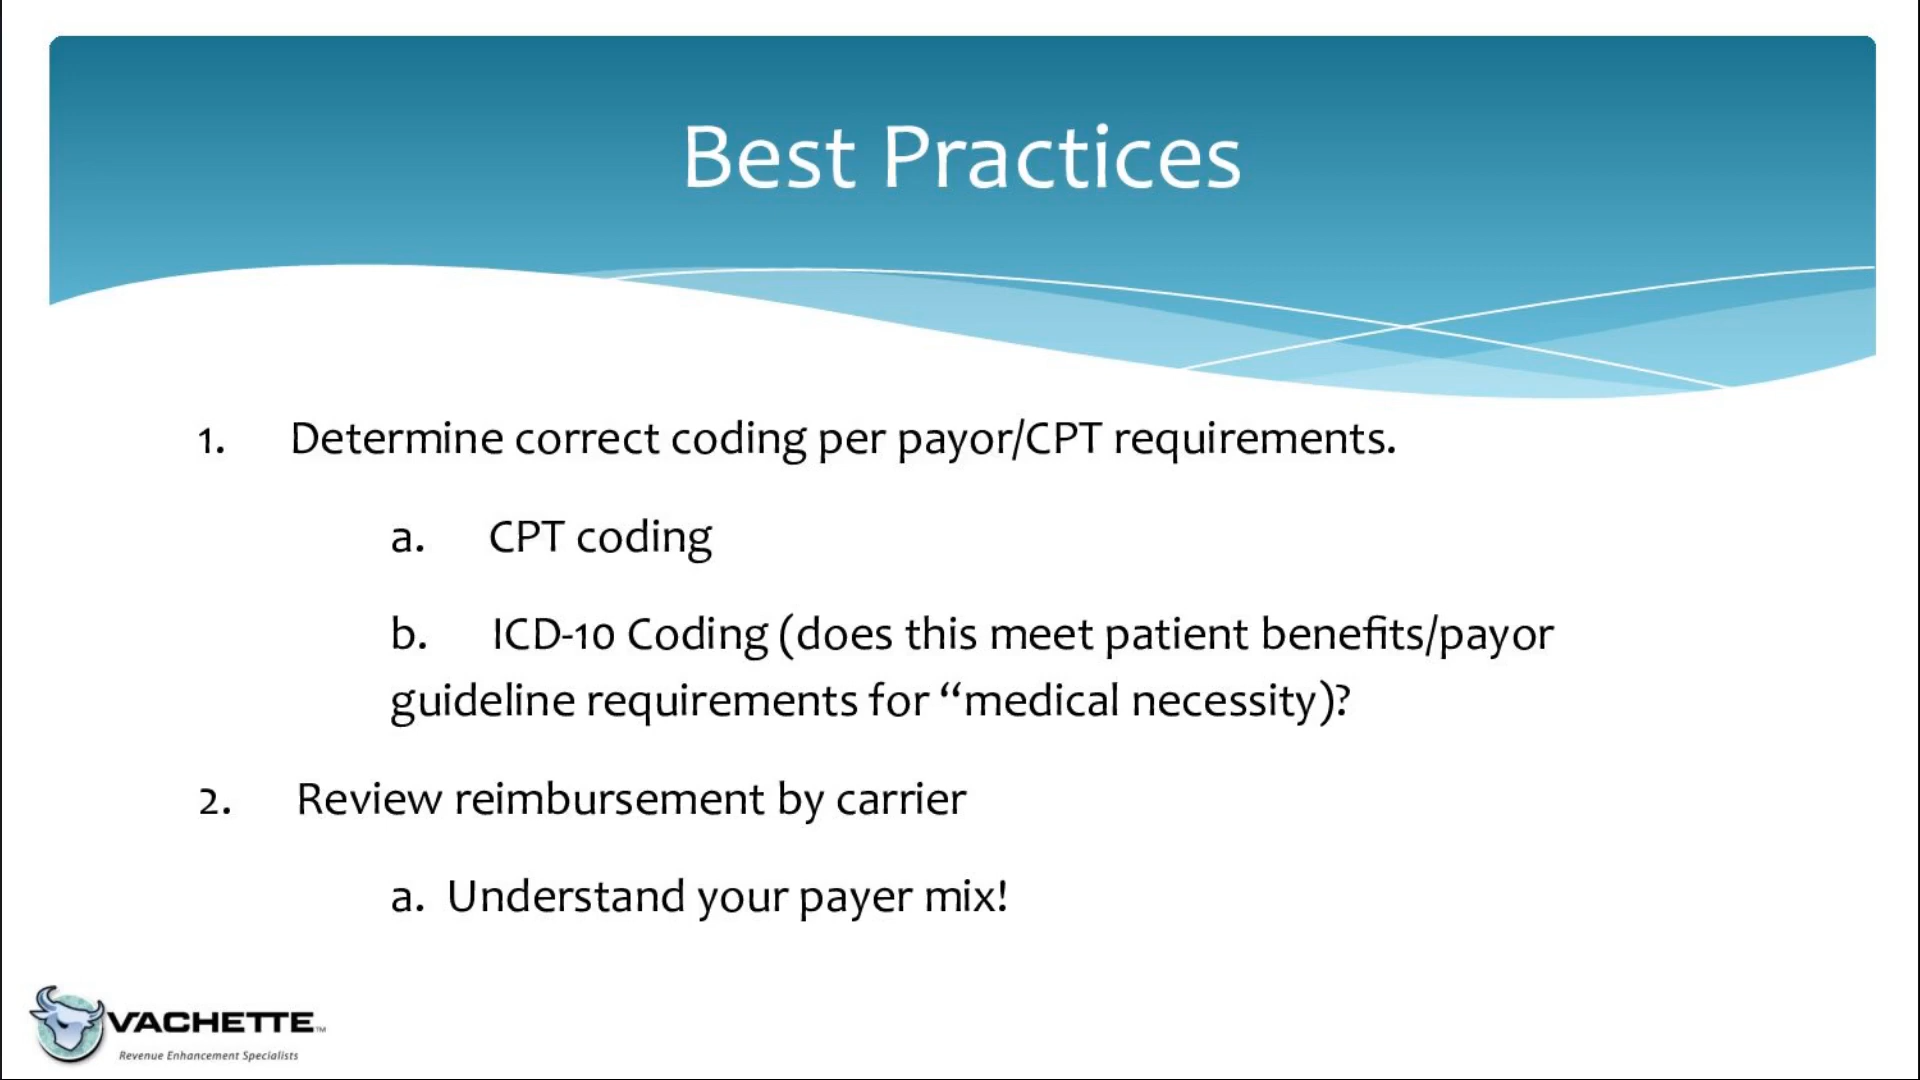 Best Practices
1. Determine correct coding per payor/CPT requirements.
a. CPT coding
b. ICD-10 Coding (does this meet patient benefits/payor
guideline requirements for “medical necessity)?
2. Review reimbursement by carrier
a. Understand your payer mix!
VACHETTE™
Revenue Enhancement Specialists